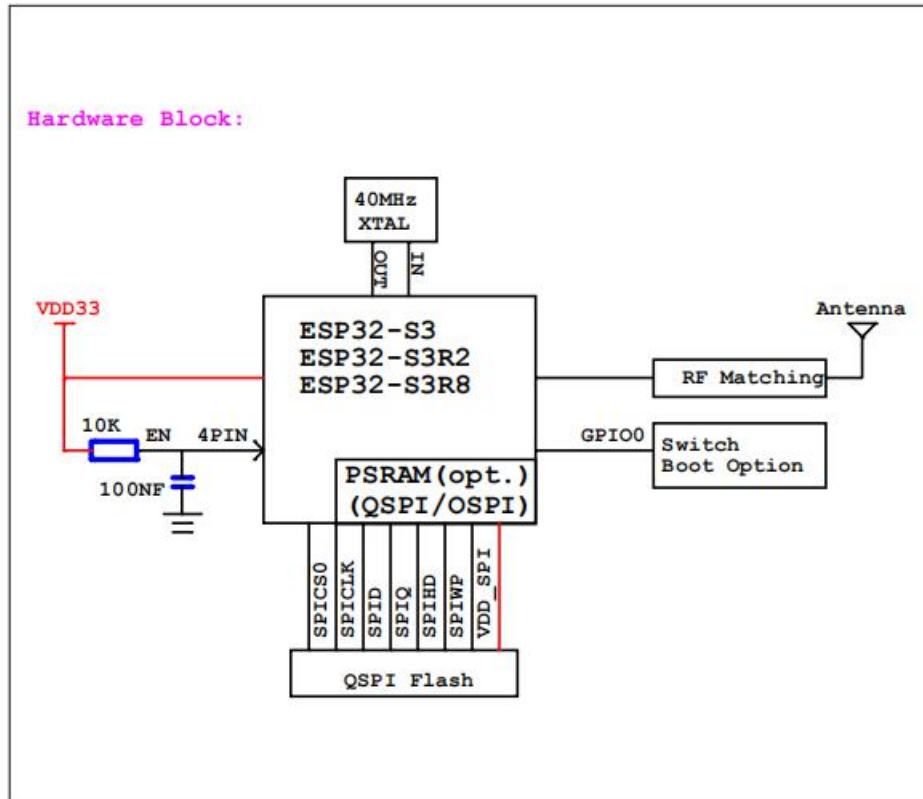 Hardware Block:
40MHz
XTAL
OUT
IN
VDD33
Antenna
ESP32-S3
ESP32-S3R2
ESP32-S3R8
RF Matching
10K
EN
4PIN
GPIO0
Switch
Boot Option
100NF
PSRAM(opt.)
(QSPI/OSPI)
SPICS0
SPICLK
SPID
SPIQ
SPIHD
SPIWP
VDD_SPI
QSPI Flash